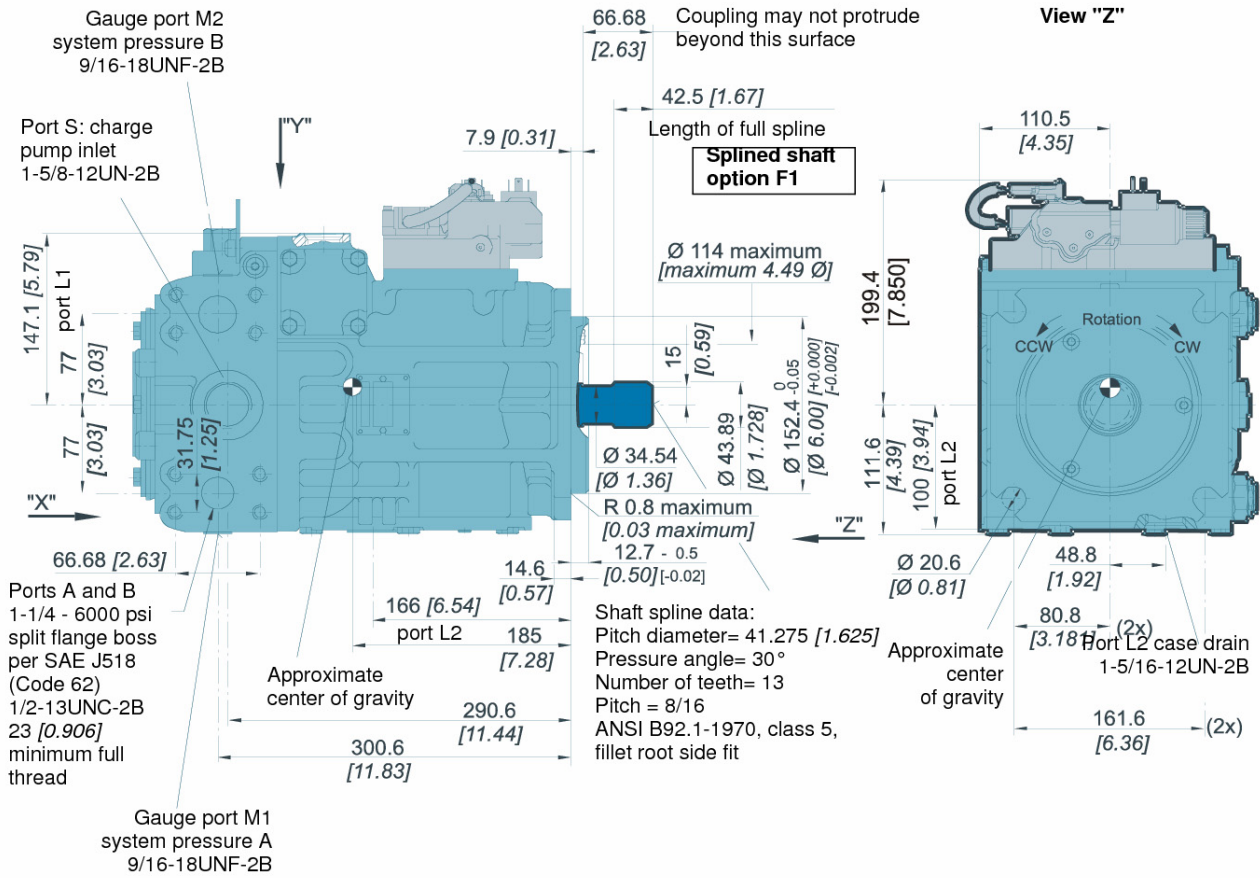 Gauge port M2
system pressure B
9/16-18UNF-2B
66.68
[2.63]
Coupling may not protrude
beyond this surface
View "Z"
42.5 [1.67]
Length of full spline
Port S: charge
pump inlet
1-5/8-12UN-2B
"Y"
7.9 [0.31]
Splined shaft
option F1
110.5
[4.35]
147.1 [5.79]
port L1
77
[3.03]
77
[3.03]
31.75
[1.25]
Ø 114 maximum
[maximum 4.49 Ø]
15
[0.59]
Ø 34.54
[Ø 1.36]
Ø 43.89
[Ø 1.728]
Ø 152.4 0 -0.05
[Ø 6.00] [+0.000] [-0.002]
199.4
[7.850]
Rotation
CCW
CW
111.6
[4.39]
100 [3.94]
port L2
"X"
R 0.8 maximum
[0.03 maximum]
"Z"
12.7 - 0.5
[0.50] [-0.02]
66.68 [2.63]
14.6
[0.57]
Ø 20.6
[Ø 0.81]
48.8
[1.92]
Ports A and B
1-1/4 - 6000 psi
split flange boss
per SAE J518
(Code 62)
1/2-13UNC-2B
23 [0.906]
minimum full
thread
166 [6.54]
port L2
185
[7.28]
Approximate
center of gravity
290.6
[11.44]
300.6
[11.83]
Shaft spline data:
Pitch diameter= 41.275 [1.625]
Pressure angle= 30°
Number of teeth= 13
Pitch = 8/16
ANSI B92.1-1970, class 5,
fillet root side fit
80.8
[3.181]
(2x)
Approximate
center
of gravity
Port L2 case drain
1-5/16-12UN-2B
161.6
[6.36]
(2x)
Gauge port M1
system pressure A
9/16-18UNF-2B